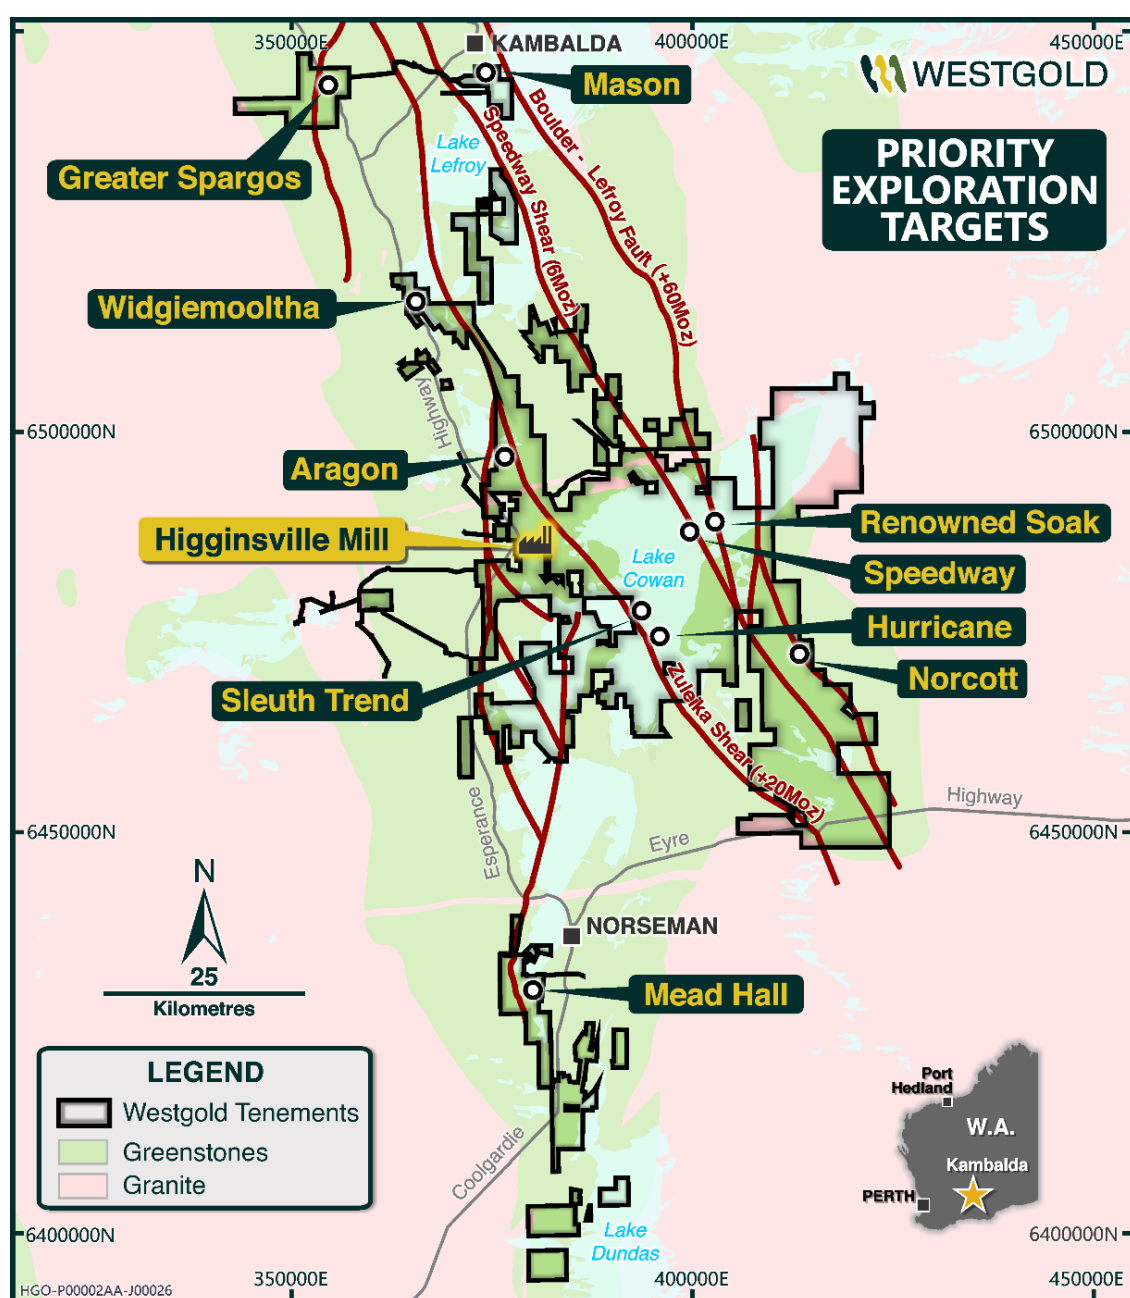 350000E
400000E
450000E
KAMBALDA
WESTGOLD
Mason
PRIORITY
EXPLORATION
TARGETS
Lake
Lefroy
Greater Spargos
Speedway Shear (6Moz)
Boulder - Lefroy Fault (+60Moz)
Widgiemooltha
Highway
6500000N
6500000N
Aragon
Higginsville Mill
Renowned Soak
Lake
Cowan
Speedway
Hurricane
Norcott
Sleuth Trend
Zuleika Shear (+20Moz)
Esperance
Highway
Eyre
6450000N
6450000N
N
25
Kilometres
NORSEMAN
Mead Hall
LEGEND
Westgold Tenements
Greenstones
Granite
Coolgardie
Port
Hedland
W.A.
Kambalda
PERTH
Lake
Dundas
6400000N
6400000N
350000E
400000E
450000E
HGO-P00002AA-J00026